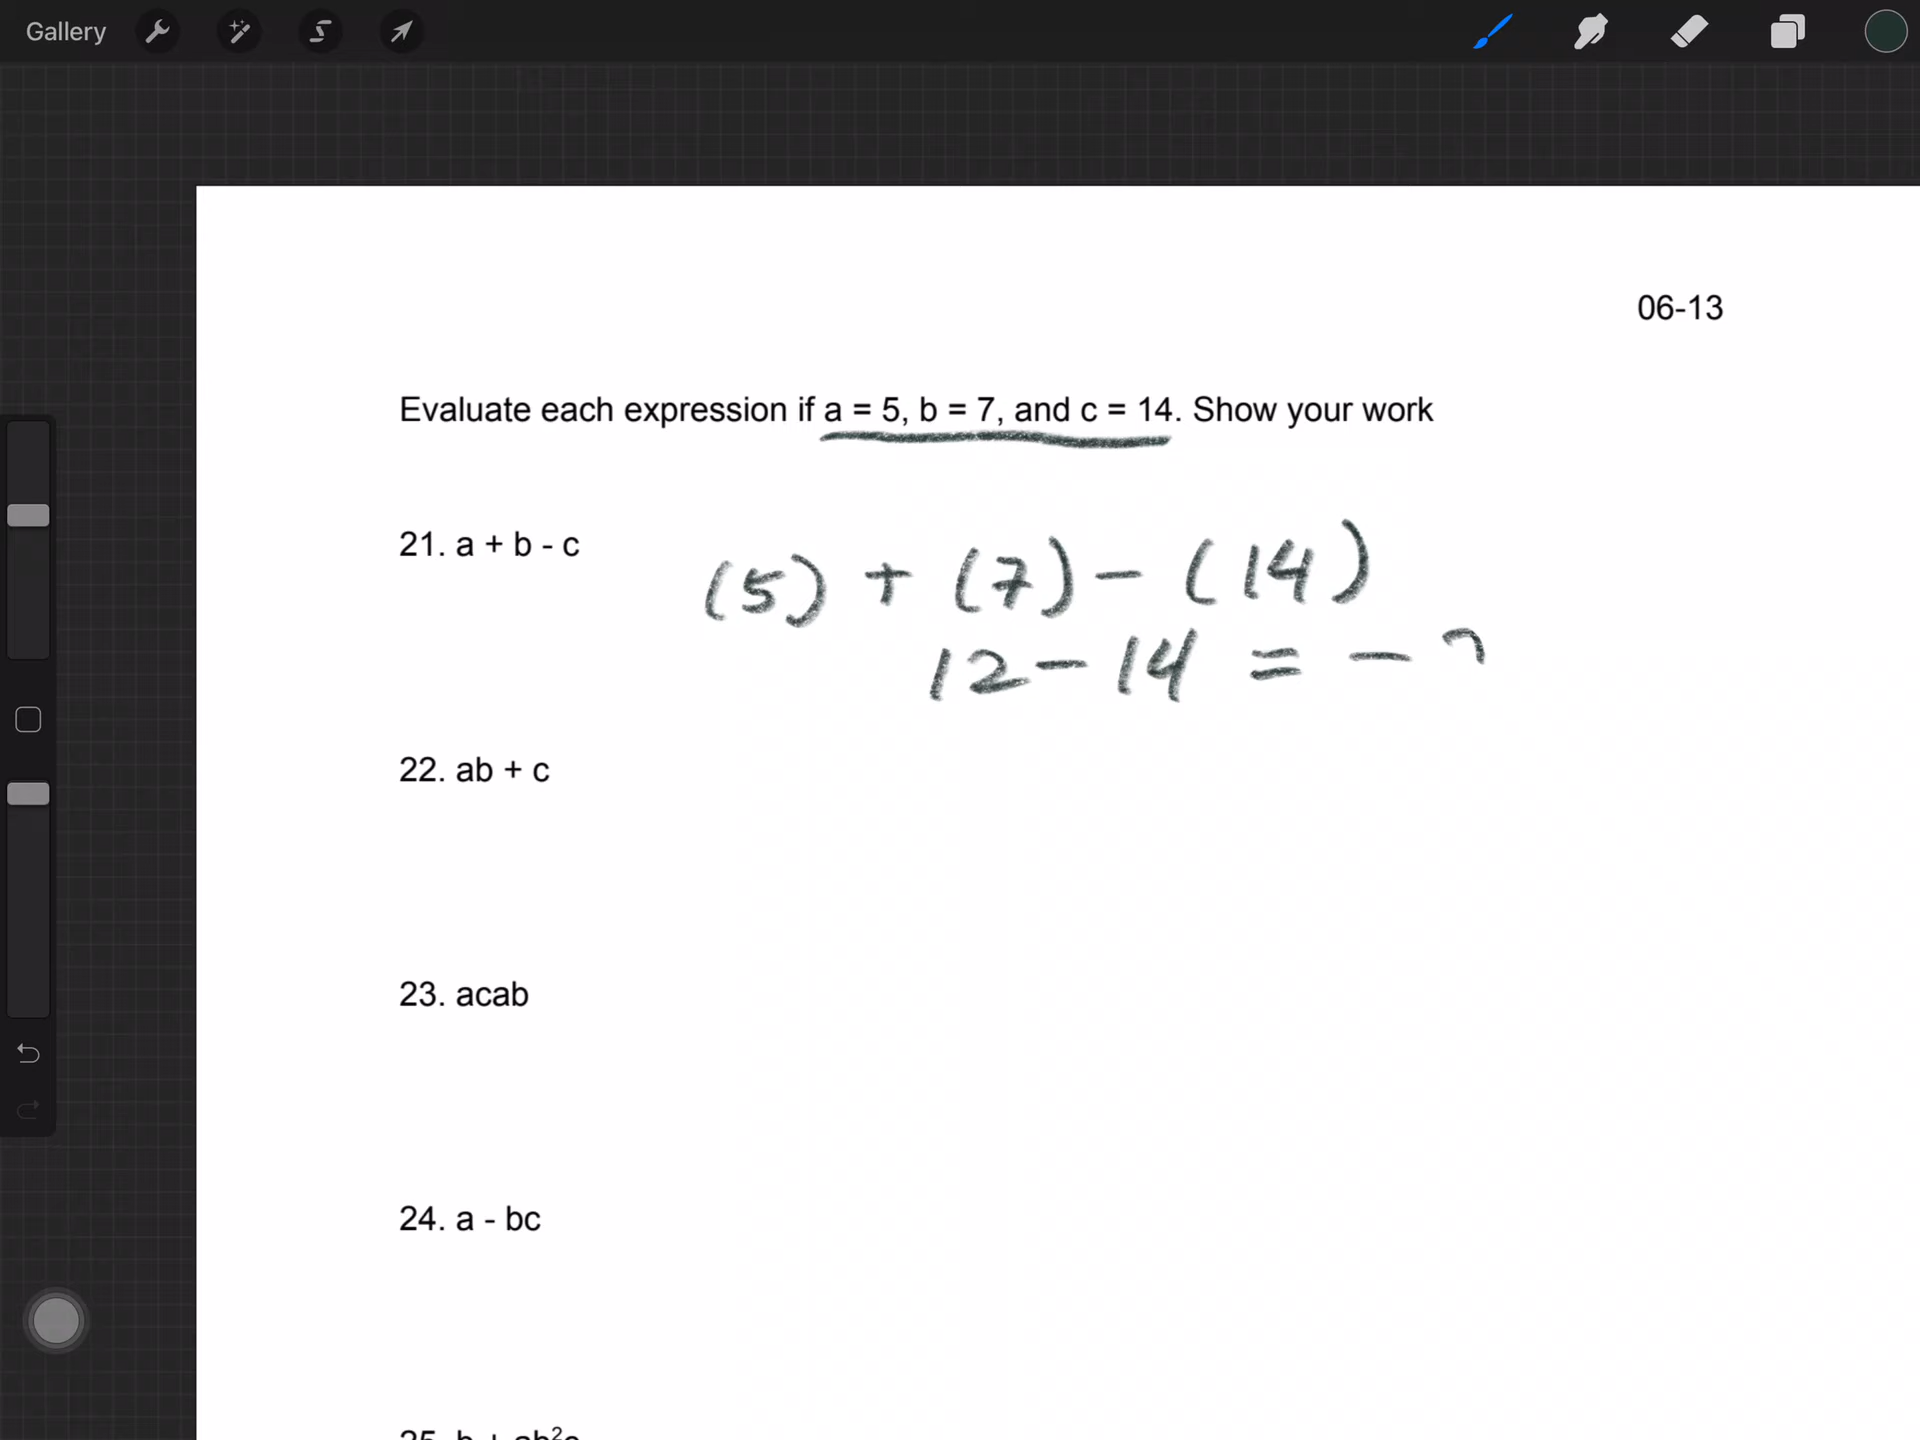 Gallery
06-13
Evaluate each expression if a = 5, b = 7, and c = 14. Show your work
21. a + b - c
(5) + (7) - (14)
12 - 14 = -
22. ab + c
23. acab
24. a - bc